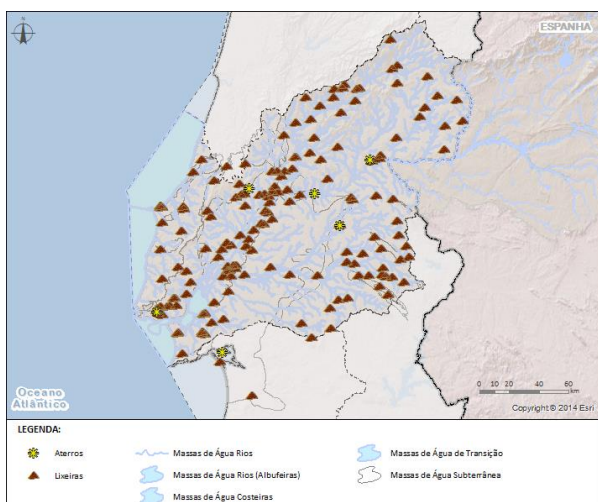 N
ESPANHA
Oceano
Atlântico
0 10 20 40 60
km
Copyright© 2014 Esri
LEGENDA:
Aterros
Massas de Água Rios
Massas de Água de Transição
Lixeiras
Massas de Água Rios (Albufeiras)
Massas de Água Subterrânea
Massas de Água Costeiras